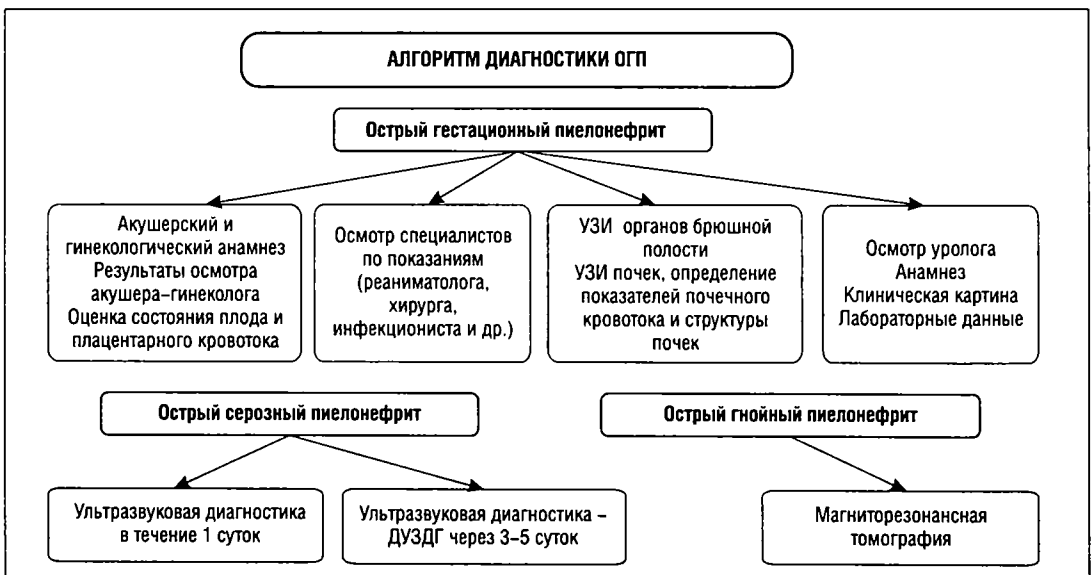 АЛГОРИТМ ДИАГНОСТИКИ ОГП
Острый гестационный пиелонефрит
Акушерский и
гинекологический анамнез
Результаты осмотра
акушера–гинеколога
Оценка состояния плода и
плацентарного кровотока
Осмотр специалистов
по показаниям
(реаниматолога,
хирурга,
инфекциониста и др.)
УЗИ органов брюшной
полости
УЗИ почек, определение
показателей почечного
кровотока и структуры
почек
Осмотр уролога
Анамнез
Клиническая картина
Лабораторные данные
Острый серозный пиелонефрит
Острый гнойный пиелонефрит
Ультразвуковая диагностика
в течение 1 суток
Ультразвуковая диагностика –
ДУЗДГ через 3–5 суток
Магниторезонансная
томография